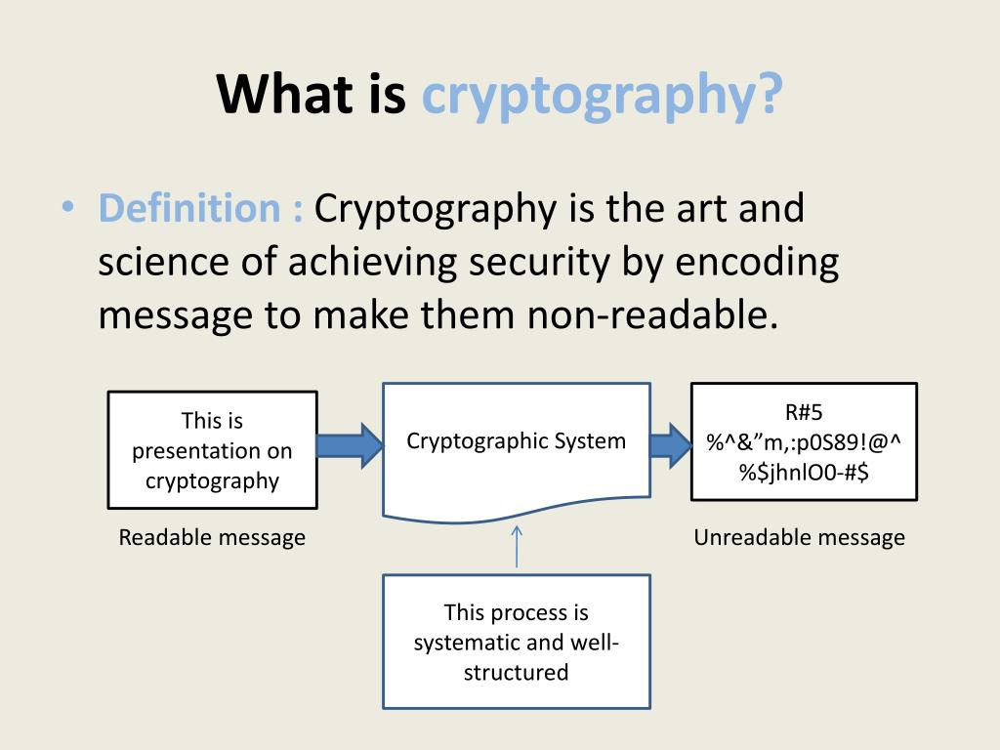 What is cryptography?
• Definition : Cryptography is the art and
science of achieving security by encoding
message to make them non-readable.
This is
presentation on
cryptography
Cryptographic System
R#5
%^&”m,:p0S89!@^
%$jhnlO0-#$
Readable message
Unreadable message
This process is
systematic and well-
structured